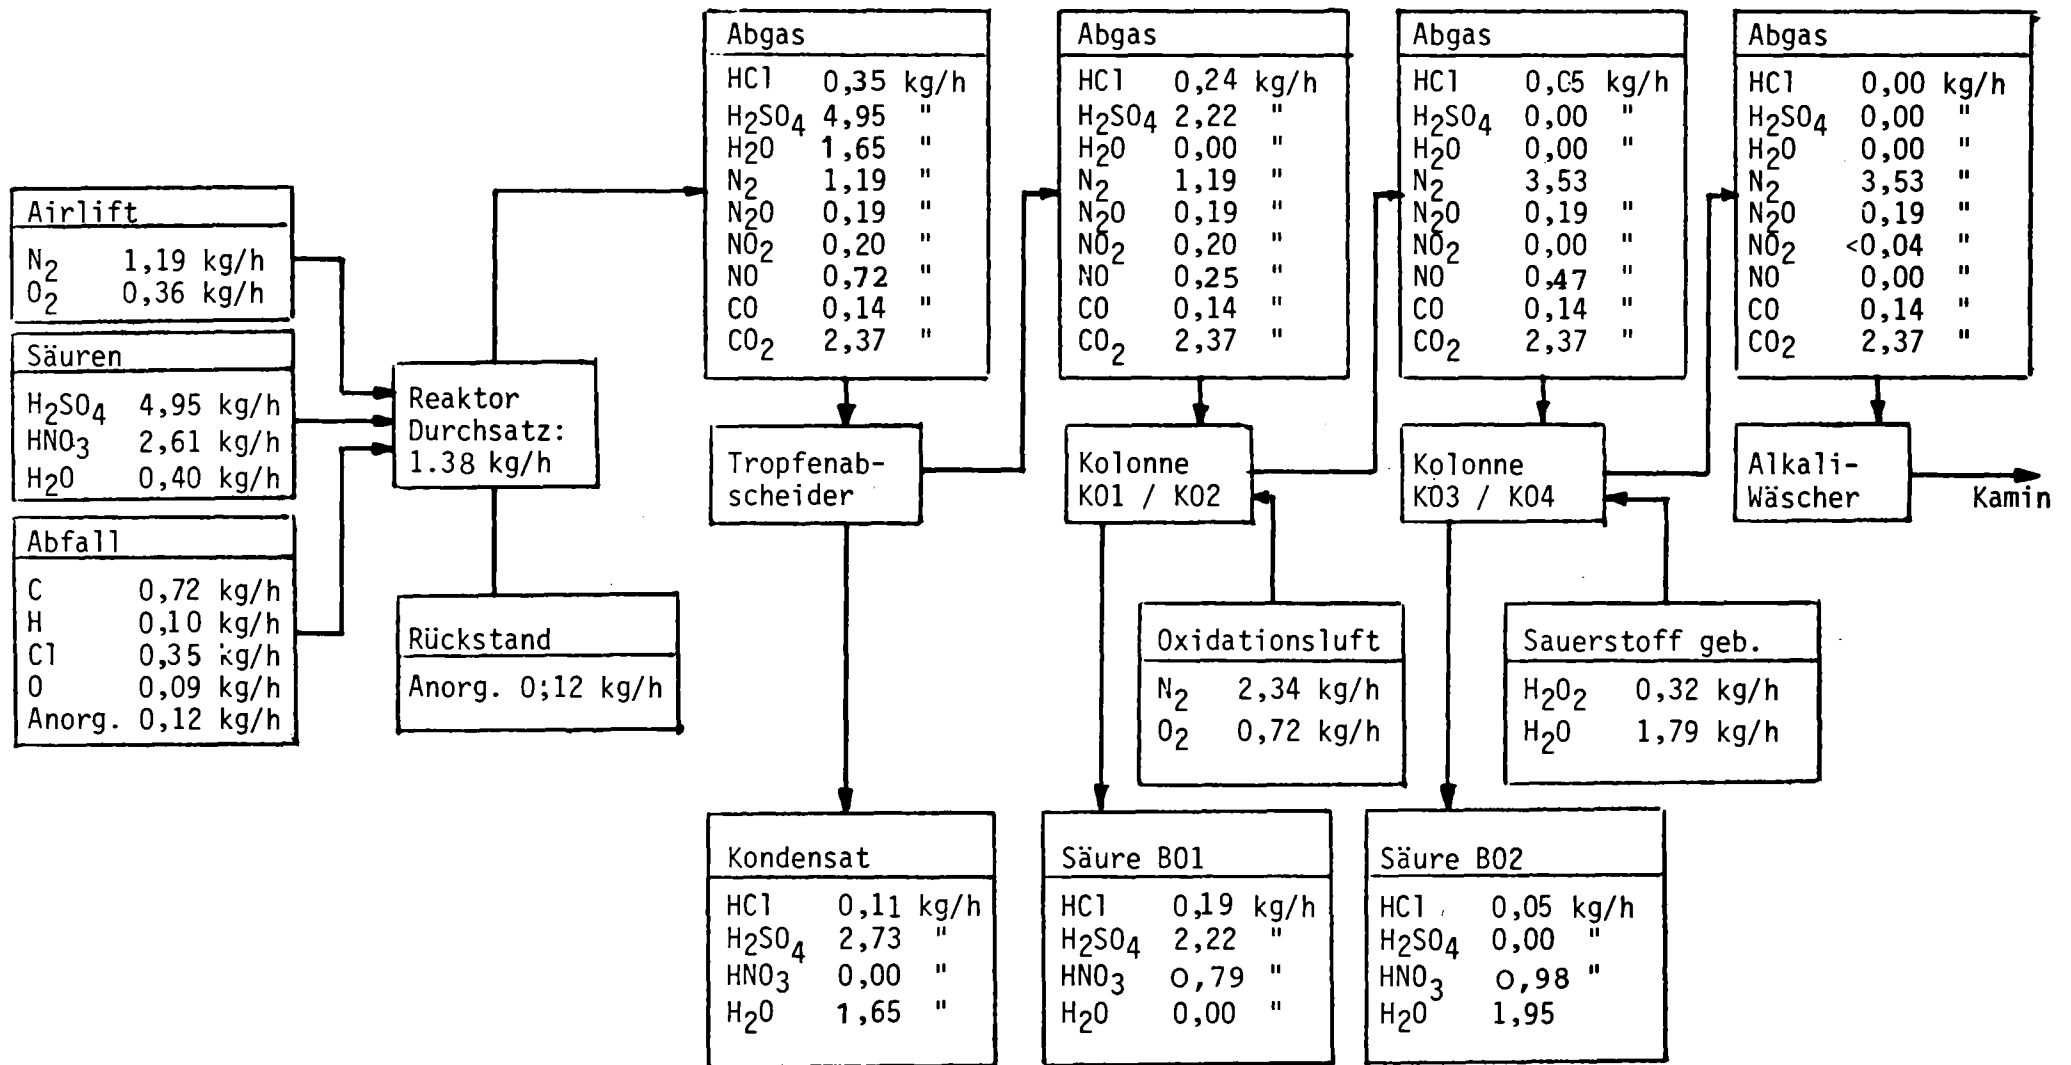 Airlift
N2 1,19 kg/h
O2 0,36 kg/h
Säuren
H2SO4 4,95 kg/h
HNO3 2,61 kg/h
H2O 0,40 kg/h
Abfall
C 0,72 kg/h
H 0,10 kg/h
Cl 0,35 kg/h
O 0,09 kg/h
Anorg. 0,12 kg/h
Reaktor
Durchsatz:
1.38 kg/h
Rückstand
Anorg. 0;12 kg/h
Abgas
HCl 0,35 kg/h
H2SO4 4,95 "
H2O 1,65 "
N2 1,19 "
N2O 0,19 "
NO2 0,20 "
NO 0,72 "
CO 0,14 "
CO2 2,37 "
Tropfenab-
scheider
Kondensat
HCl 0,11 kg/h
H2SO4 2,73 "
HNO3 0,00 "
H2O 1,65 "
Abgas
HCl 0,24 kg/h
H2SO4 2,22 "
H2O 0,00 "
N2 1,19 "
N2O 0,19 "
NO2 0,20 "
NO 0,25 "
CO 0,14 "
CO2 2,37 "
Kolonne
K01 / K02
Oxidationsluft
N2 2,34 kg/h
O2 0,72 kg/h
Säure B01
HCl 0,19 kg/h
H2SO4 2,22 "
HNO3 0,79 "
H2O 0,00 "
Abgas
HCl 0,05 kg/h
H2SO4 0,00 "
H2O 0,00 "
N2 3,53
N2O 0,19 "
NO2 0,00 "
NO 0,47 "
CO 0,14 "
CO2 2,37 "
Kolonne
K03 / K04
Sauerstoff geb.
H2O2 0,32 kg/h
H2O 1,79 kg/h
Säure B02
HCl 0,05 kg/h
H2SO4 0,00 "
HNO3 0,98 "
H2O 1,95
Abgas
HCl 0,00 kg/h
H2SO4 0,00 "
H2O 0,00 "
N2 3,53 "
N2O 0,19 "
NO2 <0,04 "
NO 0,00 "
CO 0,14 "
CO2 2,37 "
Alkali-
Wäscher
Kamin